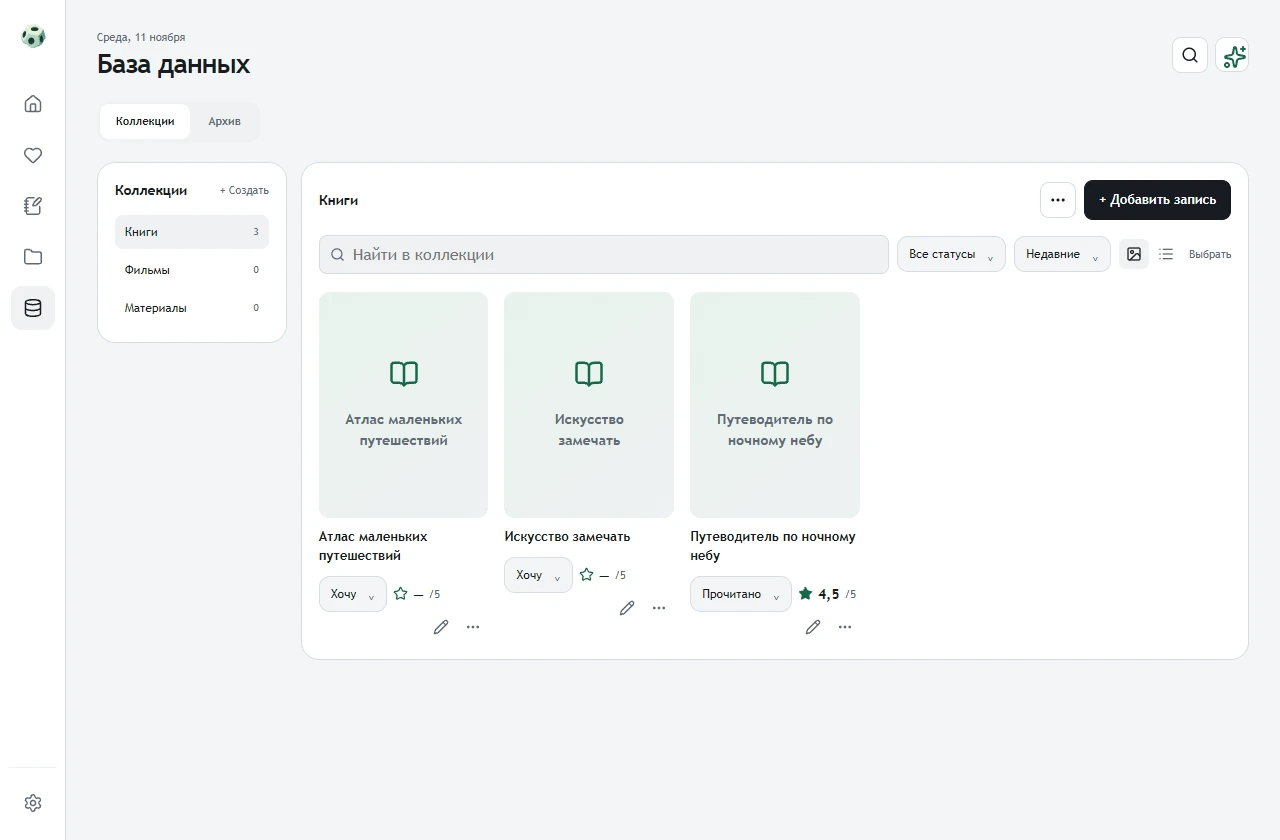 Среда, 11 ноября
База данных
Коллекции
Архив
Коллекции
+ Создать
Книги
3
Фильмы
0
Материалы
0
Книги
+ Добавить запись
Найти в коллекции
Все статусы
Недавние
Выбрать
Атлас маленьких
путешествий
Искусство
замечать
Путеводитель по
ночному небу
Атлас маленьких
путешествий
Хочу
— /5
Искусство замечать
Хочу
— /5
Путеводитель по ночному
небу
Прочитано
4,5 /5